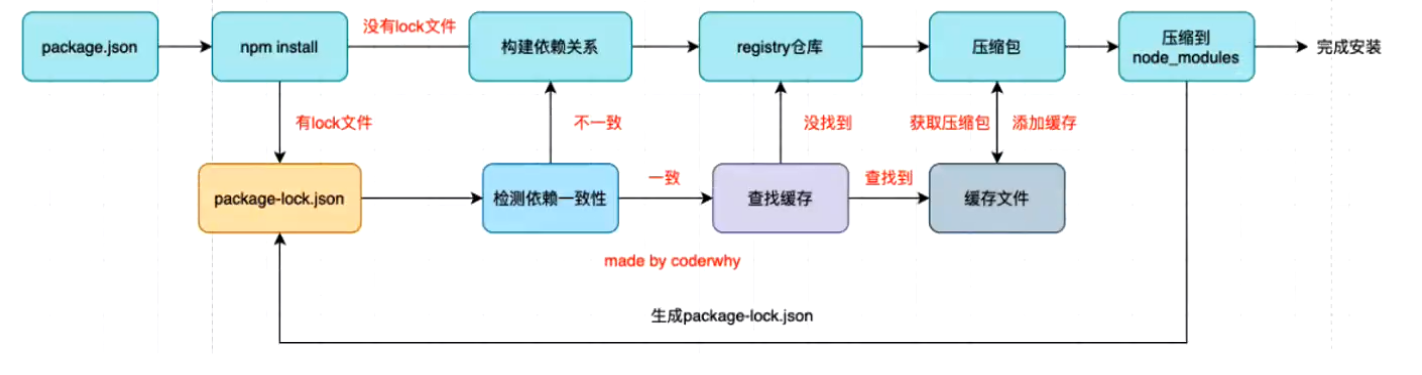 package.json
npm install
没有lock文件
构建依赖关系
registry仓库
压缩包
压缩到
node_modules
完成安装
有lock文件
不一致
没找到
获取压缩包
添加缓存
package-lock.json
检测依赖一致性
一致
查找缓存
查找到
缓存文件
made by coderwhy
生成package-lock.json